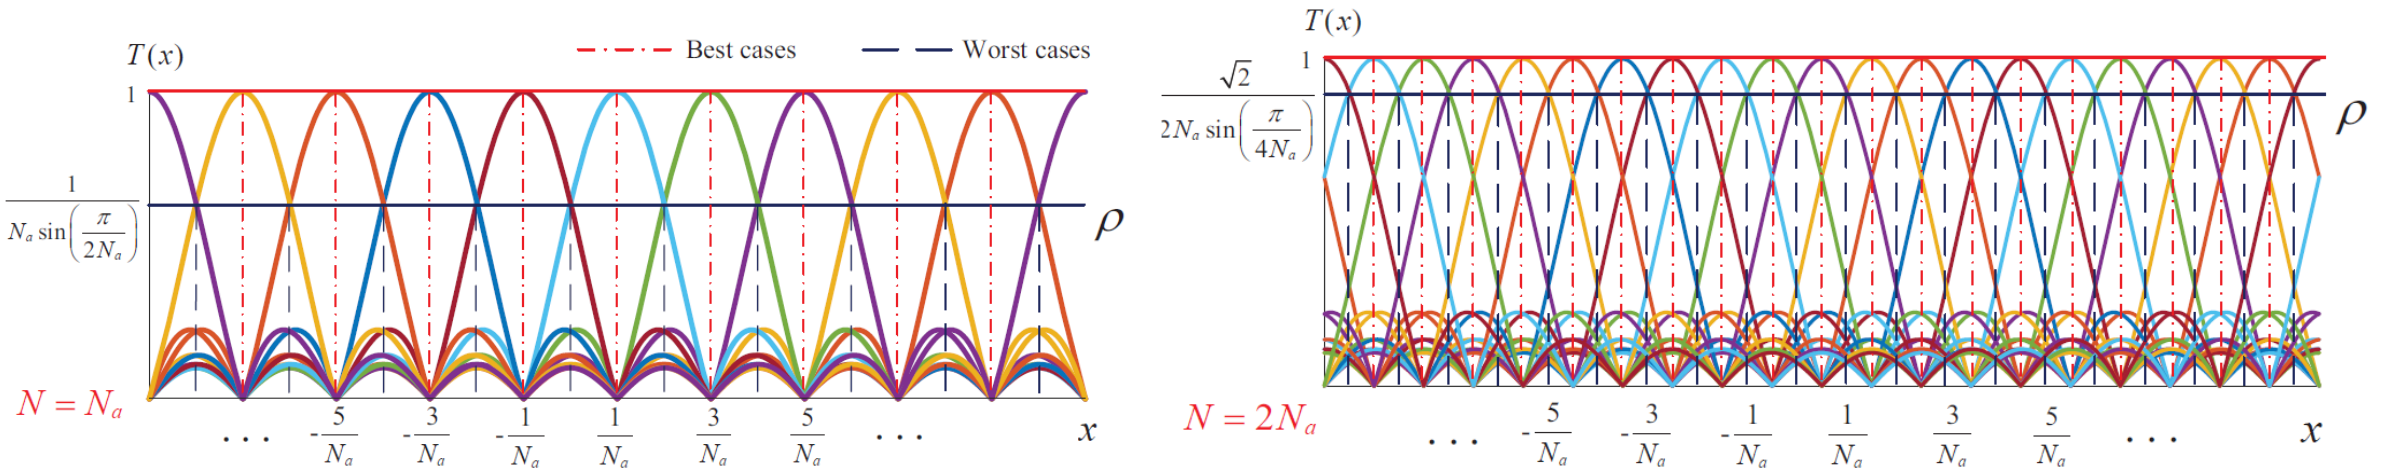 T(x)
Best cases
Worst cases
1
1
N_a sin(π/2N_a)
ρ
N = N_a
... -5/N_a -3/N_a -1/N_a 1/N_a 3/N_a 5/N_a ... x
T(x)
1
√2
2N_a sin(π/4N_a)
ρ
N = 2N_a
... -5/N_a -3/N_a -1/N_a 1/N_a 3/N_a 5/N_a ... x